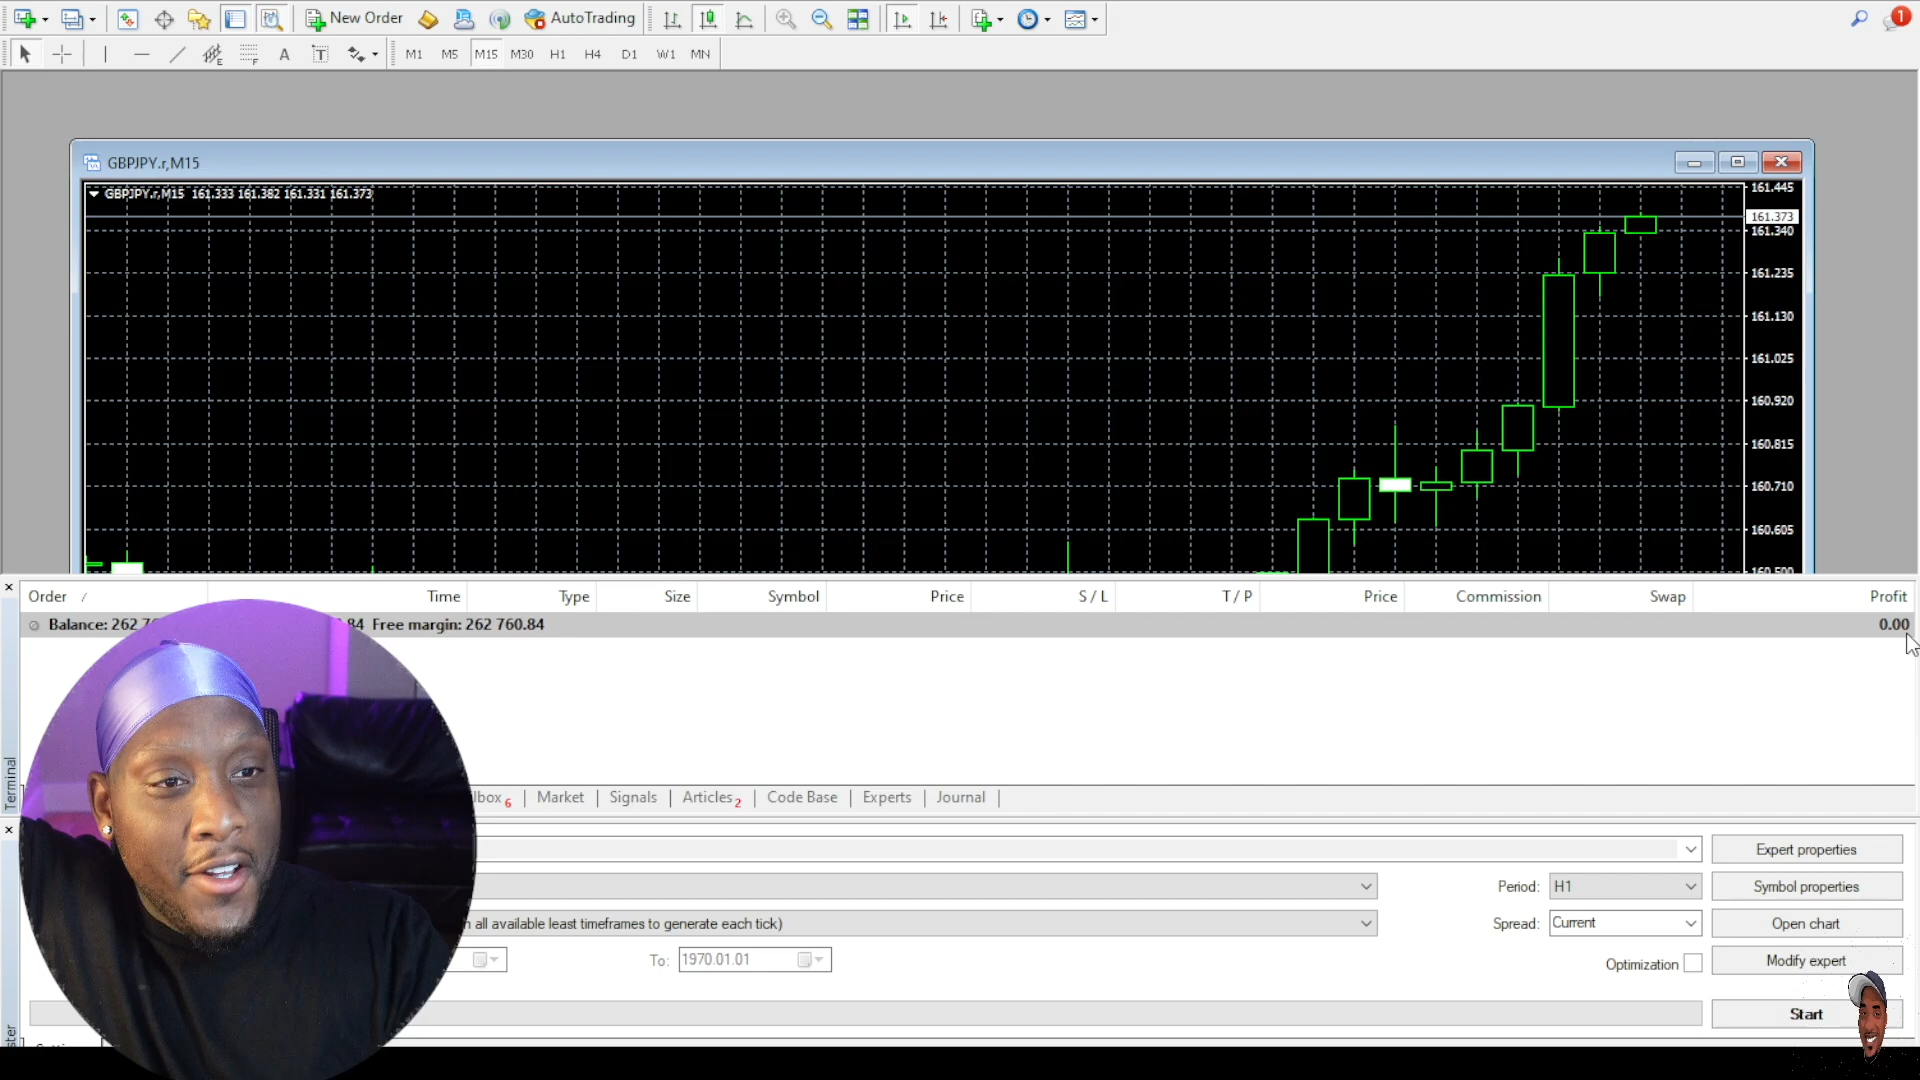 New Order AutoTrading 1
A T E F M1 M5 M15 M30 H1 H4 D1 W1 MN
GBPJPY.r,M15
GBPJPY.r,M15 161.333 161.382 161.331 161.373
161.445
161.373
161.340
161.235
161.130
161.025
160.920
160.815
160.710
160.605
160.500
Order / Time Type Size Symbol Price S / L T / P Price Commission Swap Profit
Balance: 262 84 Free margin: 262 760.84 0.00
Terminal
6 Market Signals Articles 2 Code Base Experts Journal
Expert properties
Period: H1 Symbol properties
all available least timeframes to generate each tick) Spread: Current Open chart
To: 1970.01.01 Optimization Modify expert
Start